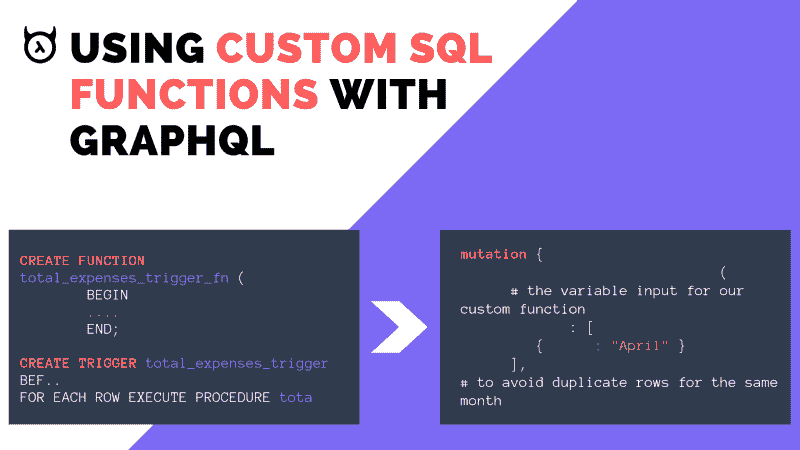 USING CUSTOM SQL
FUNCTIONS WITH
GRAPHQL
CREATE FUNCTION
total_expenses_trigger_fn (
BEGIN
....
END;
CREATE TRIGGER total_expenses_trigger
BEF..
FOR EACH ROW EXECUTE PROCEDURE tota
mutation {
(
# the variable input for our
custom function
: [
{ : "April" }
],
# to avoid duplicate rows for the same
month